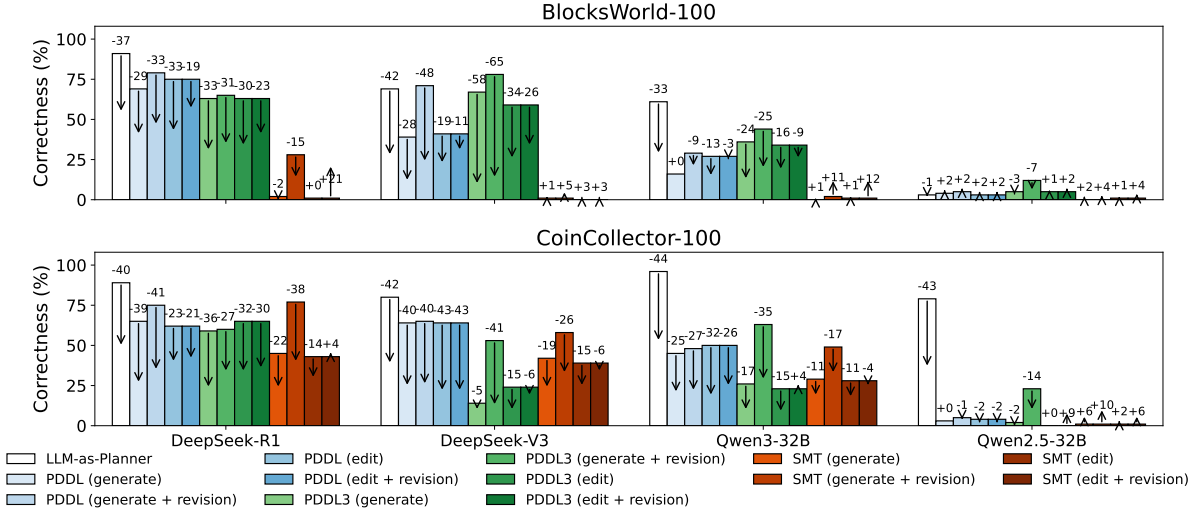 BlocksWorld-100
Correctness (%)
100
75
50
25
0
-37 -29 -33 -33 -19 -33 -31 -30 -23 -2 -15 +0 +21
-42 -28 -48 -19 -11 -58 -65 -34 -26 +1 +5 +3 +3
-33 +0 -9 -13 -3 -24 -25 -16 -9 +1 +11 +1 +12
-1 +2 +2 +2 +2 -3 -7 +1 +2 +2 +4 +1 +4
CoinCollector-100
Correctness (%)
100
75
50
25
0
-40 -39 -41 -23 -21 -36 -27 -32 -30 -22 -38 -14 +4
-42 -40 -40 -43 -43 -5 -41 -15 -6 -19 -26 -15 -6
-44 -25 -27 -32 -26 -17 -35 -15 +4 -11 -17 -11 -4
-43 +0 -1 -2 -2 -2 -14 +0 +9 +6 +10 +2 +6
DeepSeek-R1 DeepSeek-V3 Qwen3-32B Qwen2.5-32B
LLM-as-Planner
PDDL (generate)
PDDL (generate + revision)
PDDL (edit)
PDDL (edit + revision)
PDDL3 (generate)
PDDL3 (generate + revision)
PDDL3 (edit)
PDDL3 (edit + revision)
SMT (generate)
SMT (generate + revision)
SMT (edit)
SMT (edit + revision)